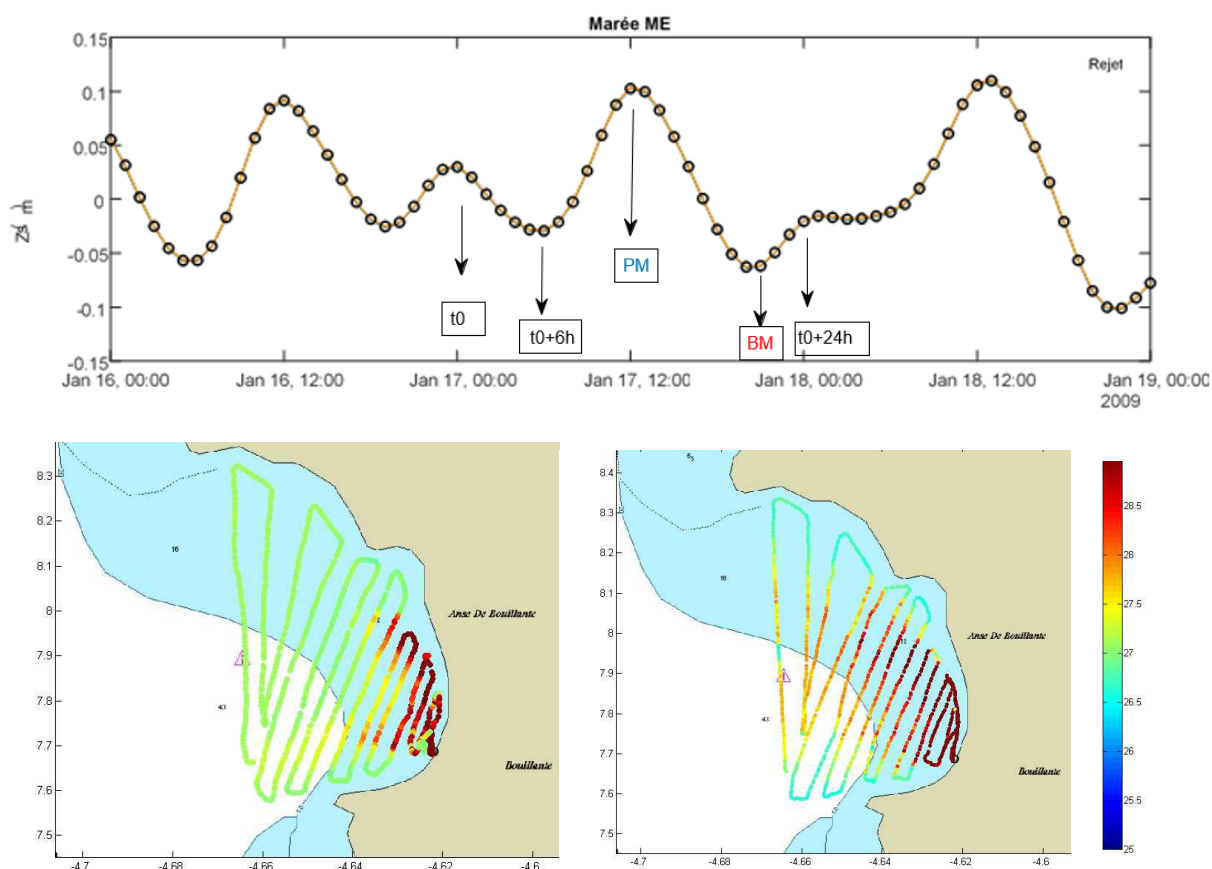 Marée ME
Rejet
0.15
0.1
0.05
0
-0.05
-0.1
-0.15
PM
t0
t0+6h
BM
t0+24h
Jan 16, 00:00
Jan 16, 12:00
Jan 17, 00:00
Jan 17, 12:00
Jan 18, 00:00
Jan 18, 12:00
Jan 19, 00:00
2009
8.3
8.2
8.1
8
7.9
7.8
7.7
7.6
7.5
16
43
Anse De Bouillante
Bouillante
-4.7
-4.68
-4.66
-4.64
-4.62
-4.6
8.4
8.3
8.2
8.1
8
7.9
7.8
7.7
7.6
7.5
43
Anse De Bouillante
Bouillante
-4.7
-4.68
-4.66
-4.64
-4.62
-4.6
28.5
28
27.5
27
26.5
26
25.5
25